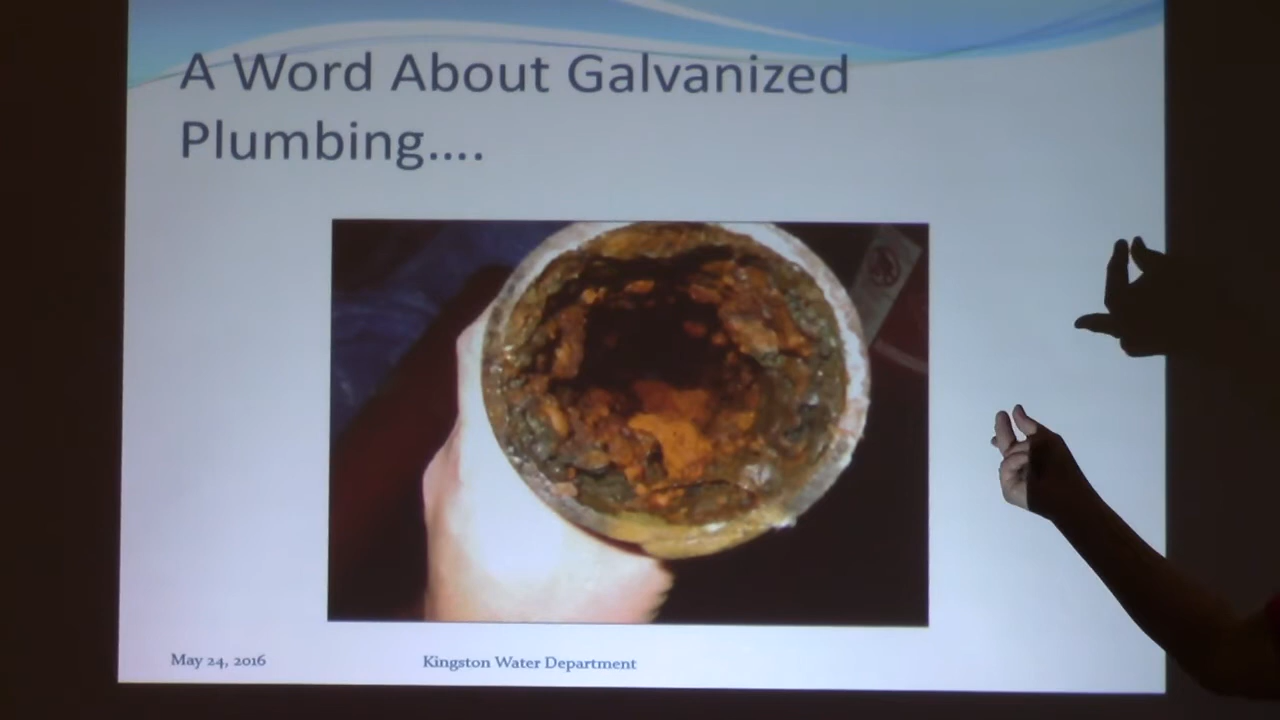 A Word About Galvanized
Plumbing....
May 24, 2016
Kingston Water Department